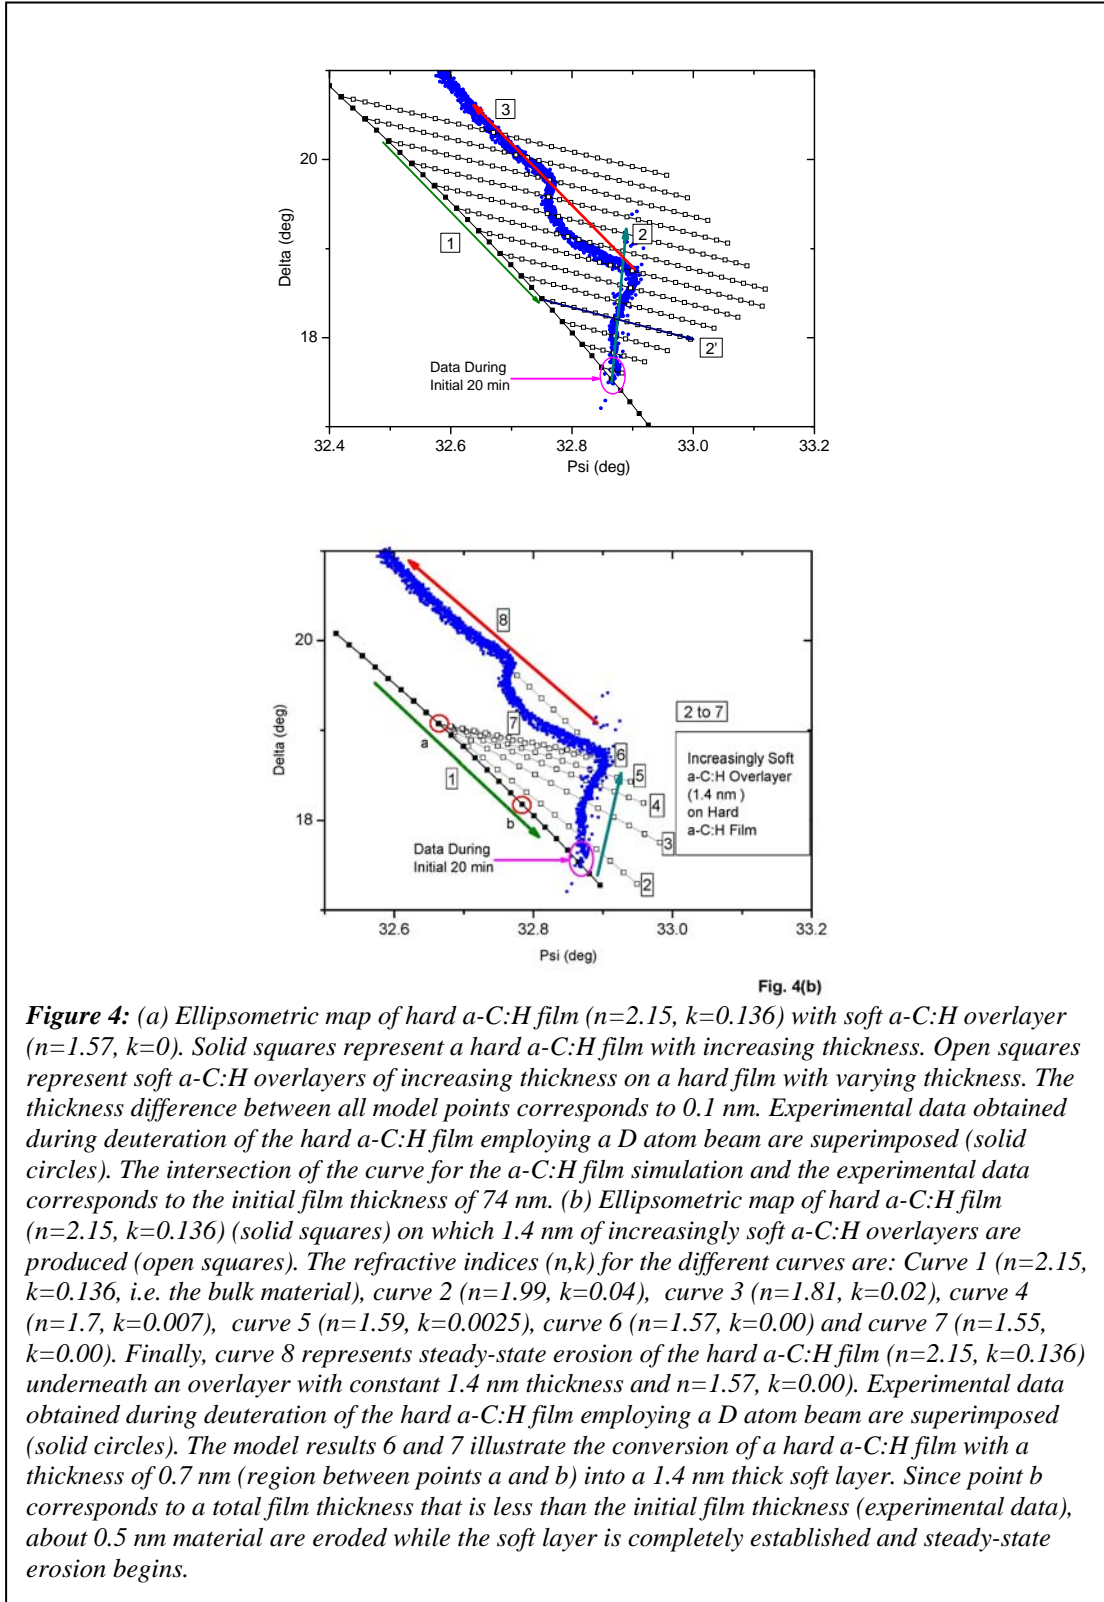 3
20
2
Delta (deg)
1
18
2'
Data During
Initial 20 min
32.4
32.6
32.8
33.0
33.2
Psi (deg)
8
20
2 to 7
7
6
Increasingly Soft
a-C:H Overlayer
(1.4 nm )
on Hard
a-C:H Film
Delta (deg)
a
5
1
4
18
b
3
Data During
Initial 20 min
2
32.6
32.8
33.0
33.2
Psi (deg)
Fig. 4(b)
Figure 4: (a) Ellipsometric map of hard a-C:H film (n=2.15, k=0.136) with soft a-C:H overlayer
(n=1.57, k=0). Solid squares represent a hard a-C:H film with increasing thickness. Open squares
represent soft a-C:H overlayers of increasing thickness on a hard film with varying thickness. The
thickness difference between all model points corresponds to 0.1 nm. Experimental data obtained
during deuteration of the hard a-C:H film employing a D atom beam are superimposed (solid
circles). The intersection of the curve for the a-C:H film simulation and the experimental data
corresponds to the initial film thickness of 74 nm. (b) Ellipsometric map of hard a-C:H film
(n=2.15, k=0.136) (solid squares) on which 1.4 nm of increasingly soft a-C:H overlayers are
produced (open squares). The refractive indices (n,k) for the different curves are: Curve 1 (n=2.15,
k=0.136, i.e. the bulk material), curve 2 (n=1.99, k=0.04), curve 3 (n=1.81, k=0.02), curve 4
(n=1.7, k=0.007), curve 5 (n=1.59, k=0.0025), curve 6 (n=1.57, k=0.00) and curve 7 (n=1.55,
k=0.00). Finally, curve 8 represents steady-state erosion of the hard a-C:H film (n=2.15, k=0.136)
underneath an overlayer with constant 1.4 nm thickness and n=1.57, k=0.00). Experimental data
obtained during deuteration of the hard a-C:H film employing a D atom beam are superimposed
(solid circles). The model results 6 and 7 illustrate the conversion of a hard a-C:H film with a
thickness of 0.7 nm (region between points a and b) into a 1.4 nm thick soft layer. Since point b
corresponds to a total film thickness that is less than the initial film thickness (experimental data),
about 0.5 nm material are eroded while the soft layer is completely established and steady-state
erosion begins.